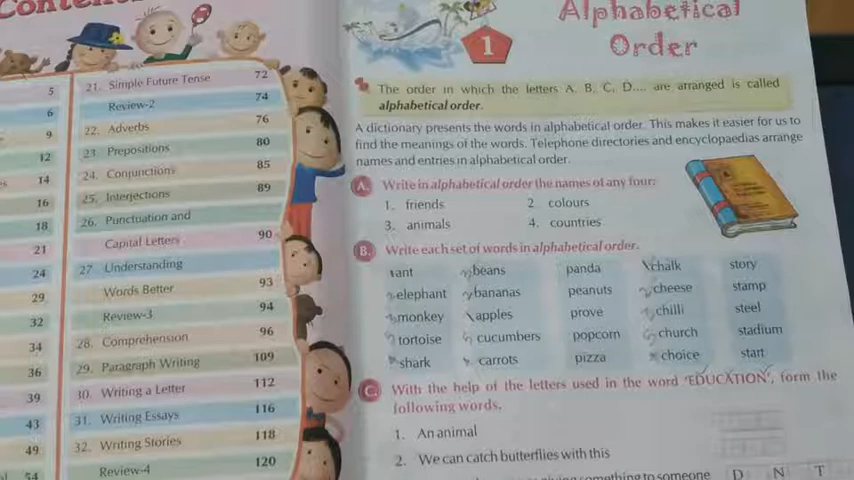 Conten
5
6
9
12
14
16
18
21
24
29
32
34
36
39
43
49
54
21. Simple Future Tense 72
Review-2 74
22. Adverbs 76
23. Prepositions 80
24. Conjunctions 85
25. Interjections 89
26. Punctuation and
Capital Letters 90
27 Understanding
Words Better 93
Review-3 94
28. Comprehension 96
29. Paragraph Writing 109
30. Writing a Letter 112
31. Writing Essays 116
32. Writing Stories 118
Review-4 120
1
Alphabetical
Order
The order in which the letters A, B, C, D.... are arranged is called
alphabetical order.
A dictionary presents the words in alphabetical order. This makes it easier for us to
find the meanings of the words. Telephone directories and encyclopaedias arrange
names and entries in alphabetical order.
A. Write in alphabetical order the names of any four:
1. friends 2 colours
3. animals 4. countries
B. Write each set of words in alphabetical order.
ant beans panda chalk story
elephant bananas peanuts cheese stamp
monkey apples prove chilli steel
tortoise cucumbers popcorn church stadium
shark carrots pizza choice start
C. With the help of the letters used in the word 'EDUCATION', form the
following words.
1. An animal
2. We can catch butterflies with this
giving something to someone D N T